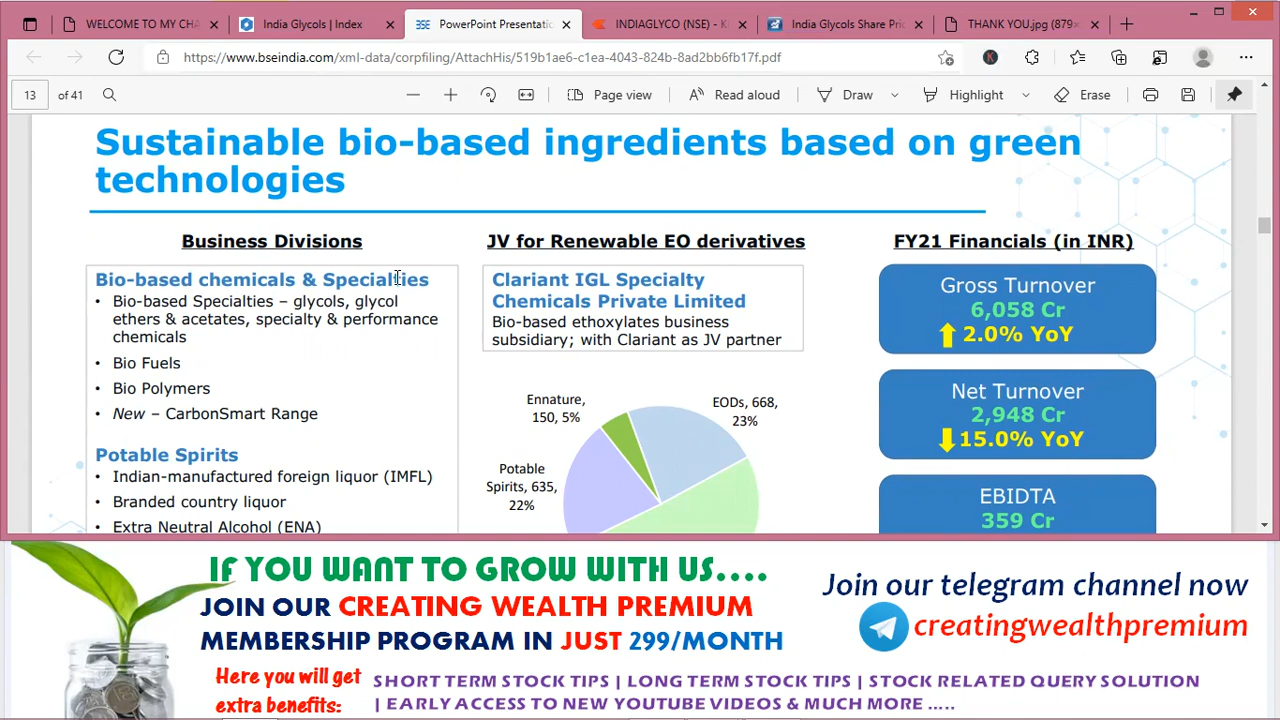 WELCOME TO MY CHA
India Glycols | Index
BSE
PowerPoint Presentatio
INDIAGLYCO (NSE) - Ki
India Glycols Share Pric
THANK YOU.jpg (879×
https://www.bseindia.com/xml-data/corpfiling/AttachHis/519b1ae6-c1ea-4043-824b-8ad2bb6fb17f.pdf
K
13 of 41
Page view
Read aloud
Draw
Highlight
Erase
Sustainable bio-based ingredients based on green
technologies
Business Divisions
Bio-based chemicals & Specialties
• Bio-based Specialties – glycols, glycol
ethers & acetates, specialty & performance
chemicals
• Bio Fuels
• Bio Polymers
• New – CarbonSmart Range
Potable Spirits
• Indian-manufactured foreign liquor (IMFL)
• Branded country liquor
• Extra Neutral Alcohol (ENA)
JV for Renewable EO derivatives
Clariant IGL Specialty
Chemicals Private Limited
Bio-based ethoxylates business
subsidiary; with Clariant as JV partner
Ennature,
150, 5%
EODs, 668,
23%
Potable
Spirits, 635,
22%
FY21 Financials (in INR)
Gross Turnover
6,058 Cr
2.0% YoY
Net Turnover
2,948 Cr
15.0% YoY
EBIDTA
359 Cr
IF YOU WANT TO GROW WITH US....
JOIN OUR CREATING WEALTH PREMIUM
MEMBERSHIP PROGRAM IN JUST 299/MONTH
Join our telegram channel now
creatingwealthpremium
Here you will get
extra benefits:
SHORT TERM STOCK TIPS | LONG TERM STOCK TIPS | STOCK RELATED QUERY SOLUTION
| EARLY ACCESS TO NEW YOUTUBE VIDEOS & MUCH MORE .....